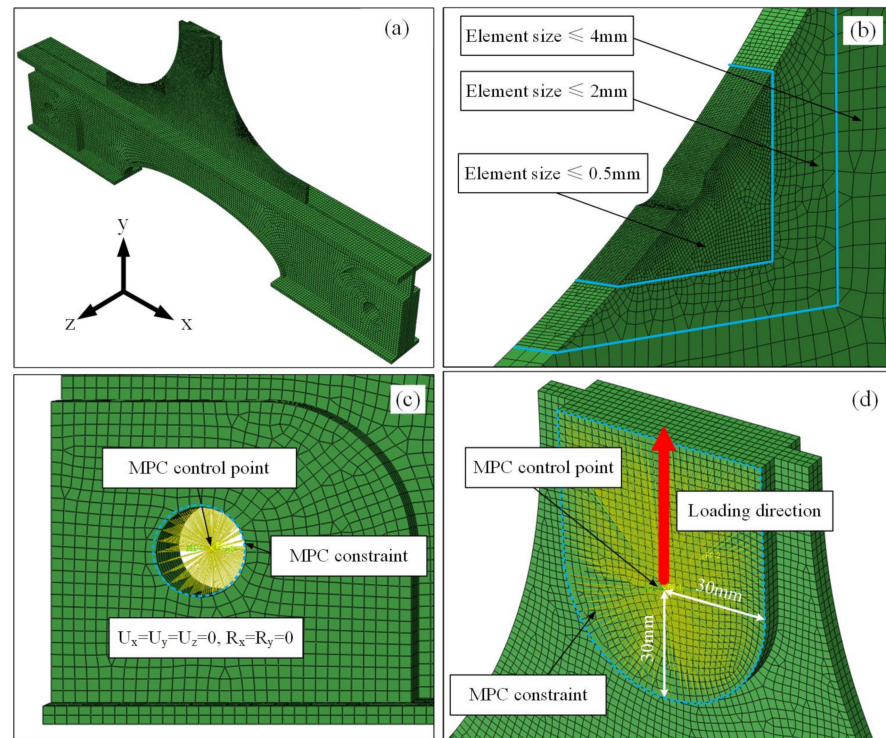 (a)
y
z
x
(b)
Element size ≤ 4mm
Element size ≤ 2mm
Element size ≤ 0.5mm
(c)
MPC control point
MPC constraint
Ux=Uy=Uz=0, Rx=Ry=0
(d)
MPC control point
Loading direction
30mm
30mm
MPC constraint